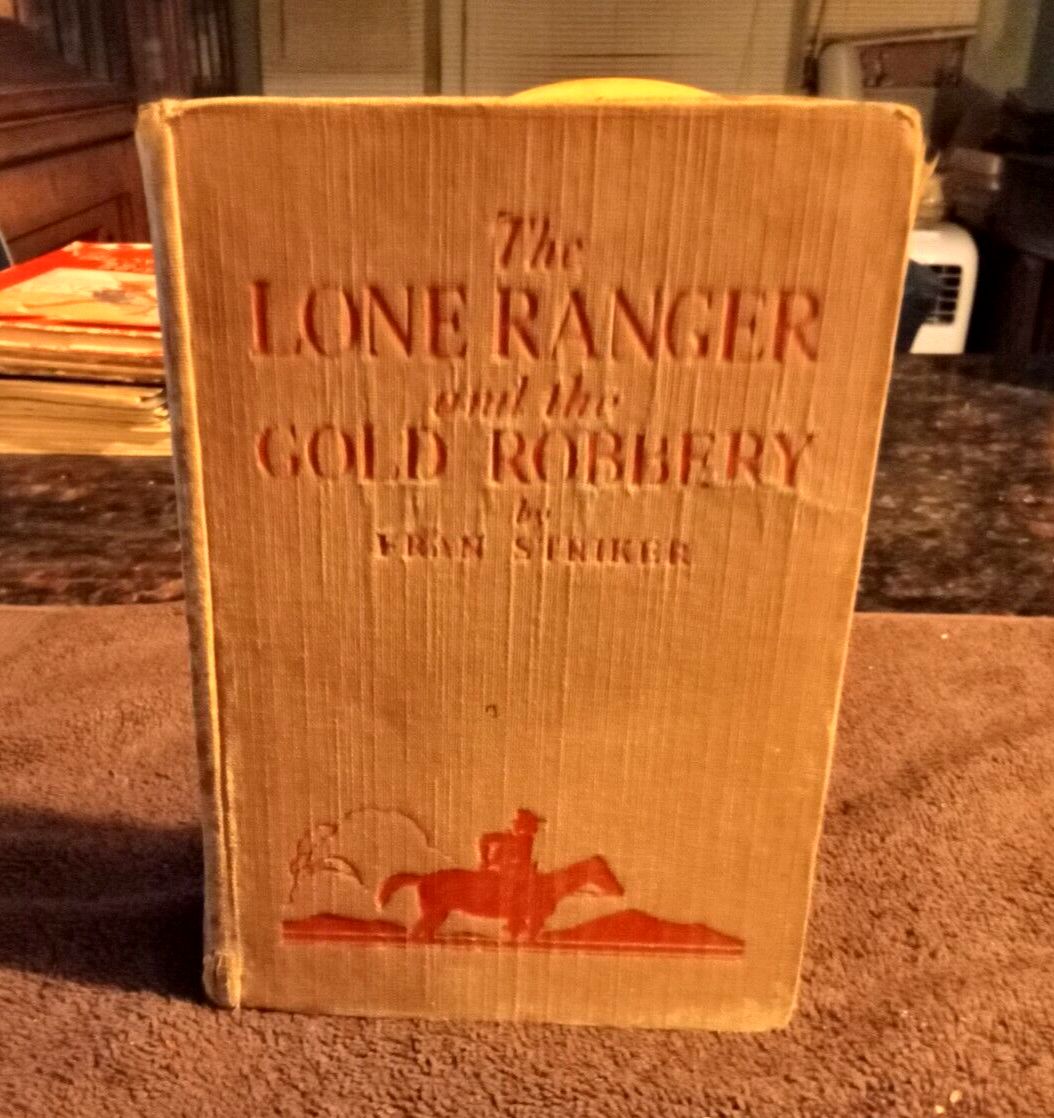 The
LONE RANGER
and the
GOLD ROBBERY
by
FRAN STRIKER